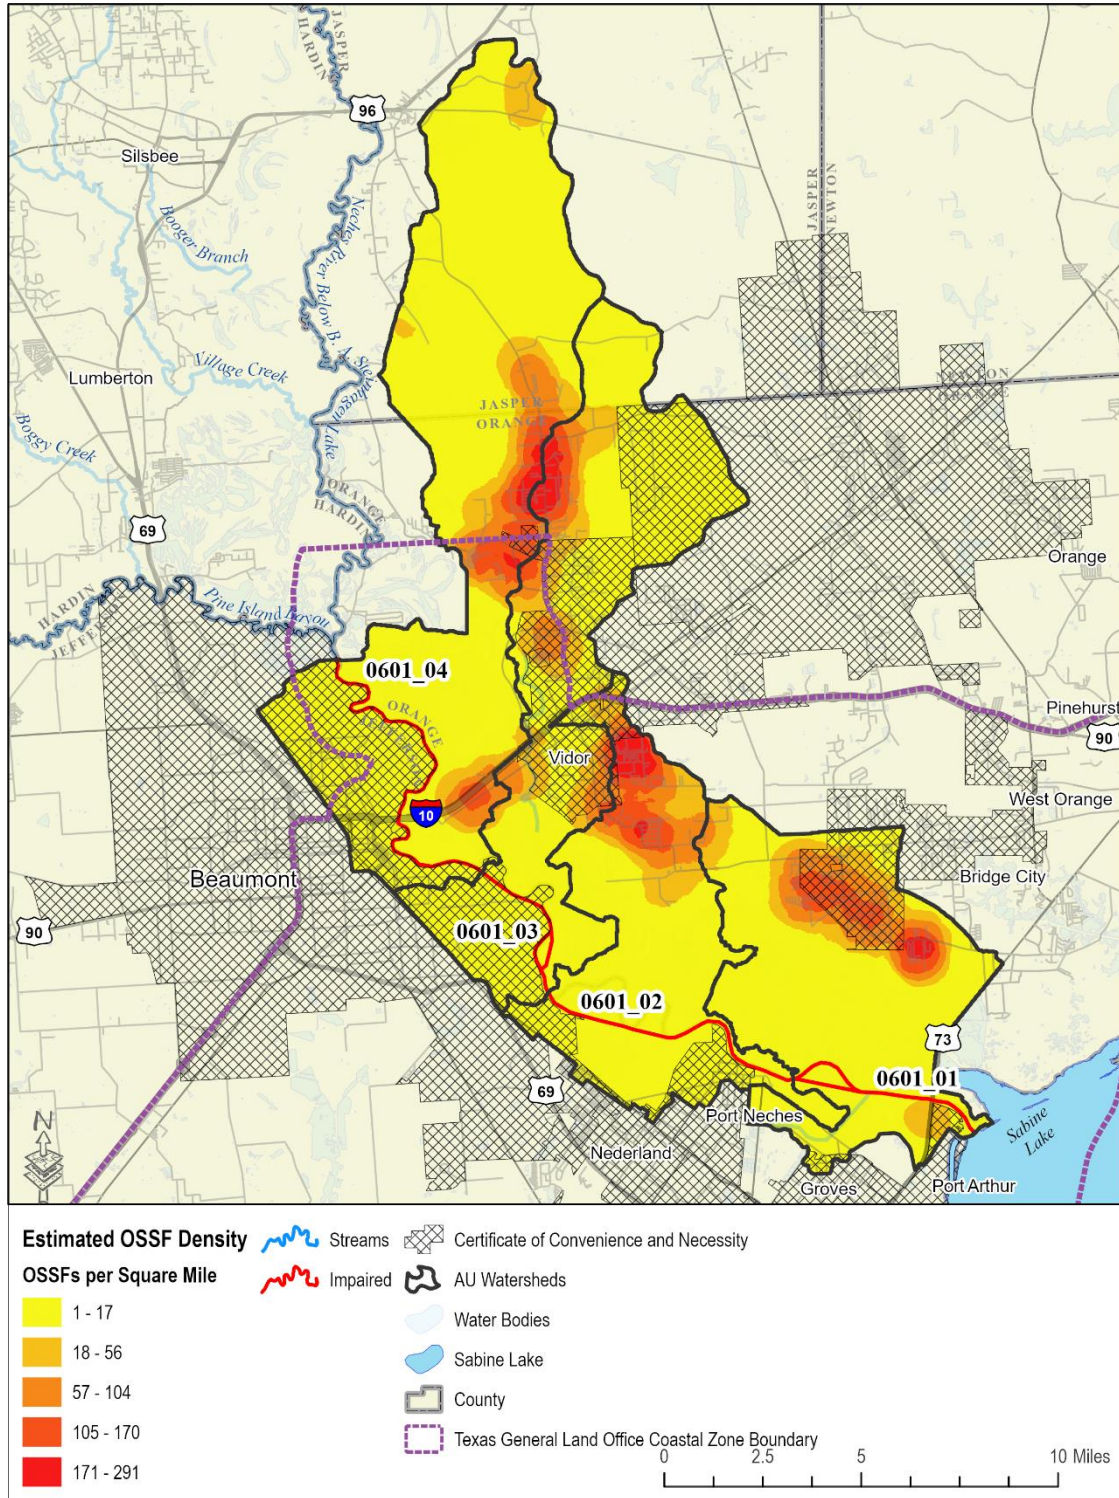 JASPER
HARDIN
96
Silsbee
Booger Branch
Neches River Below B. A. Steinhagen Lake
JASPER
NEWTON
Village Creek
Lumberton
Boggy Creek
JASPER
ORANGE
NEWTON
ORANGE
ORANGE
HARDIN
69
Orange
HARDIN
JEFFERSON
Pine Island Bayou
0601_04
ORANGE
JEFFERSON
Pinehurst
90
Vidor
West Orange
10
Beaumont
Bridge City
90
0601_03
0601_02
73
0601_01
69
Port Neches
Sabine
Lake
N
Nederland
Groves
Port Arthur
Estimated OSSF Density
OSSFs per Square Mile
1 - 17
18 - 56
57 - 104
105 - 170
171 - 291
Streams
Impaired
Certificate of Convenience and Necessity
AU Watersheds
Water Bodies
Sabine Lake
County
Texas General Land Office Coastal Zone Boundary
0 2.5 5 10 Miles